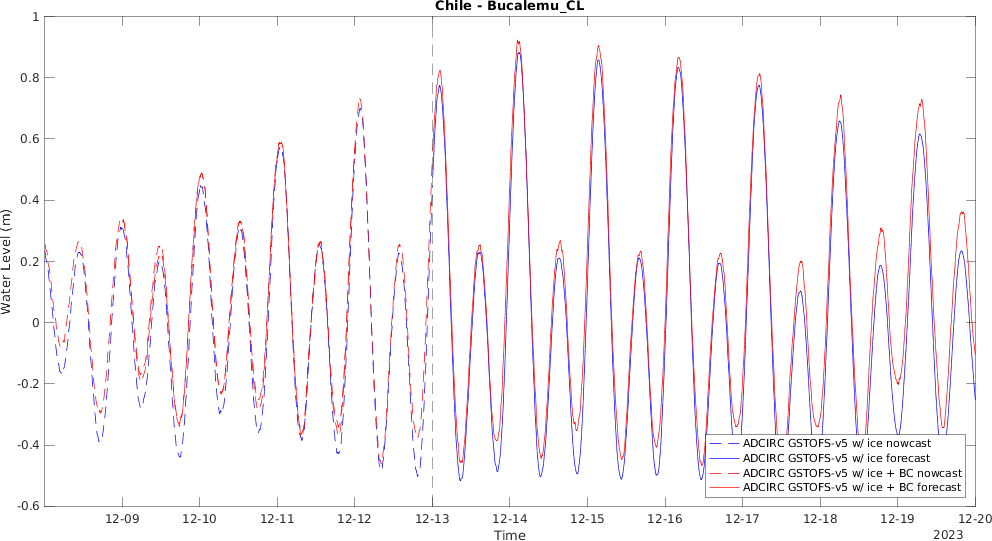 Chile - Bucalemu_CL
1
0.8
0.6
0.4
0.2
0
-0.2
-0.4
-0.6
Water Level (m)
ADCIRC GSTOFS-v5 w/ ice nowcast
ADCIRC GSTOFS-v5 w/ ice forecast
ADCIRC GSTOFS-v5 w/ ice + BC nowcast
ADCIRC GSTOFS-v5 w/ ice + BC forecast
12-09 12-10 12-11 12-12 12-13 12-14 12-15 12-16 12-17 12-18 12-19 12-20
Time
2023